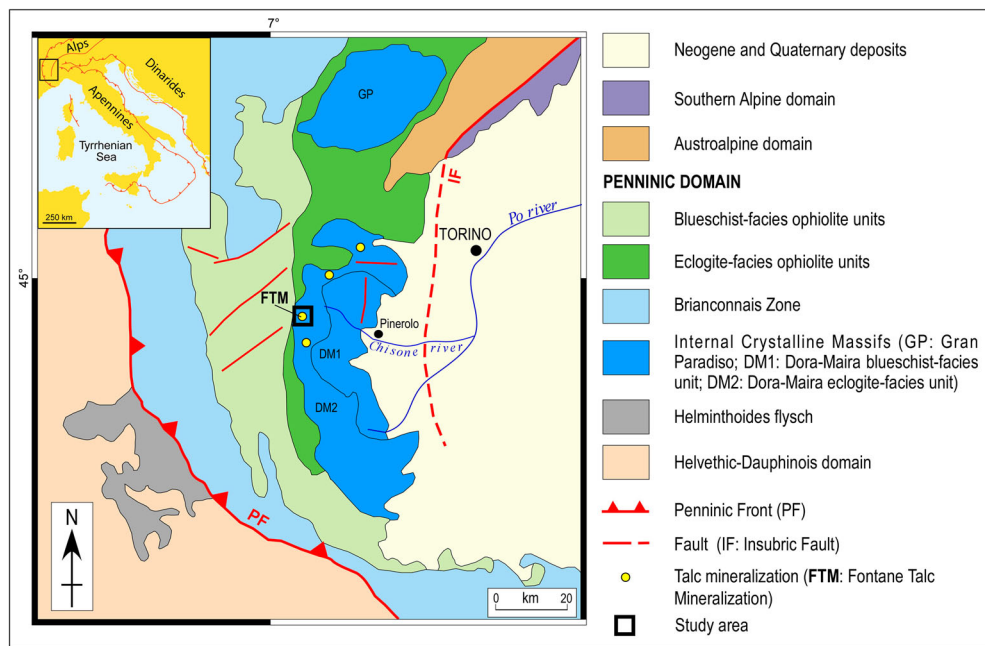 7°
45°
Alps
Dinarides
Apennines
Tyrrhenian
Sea
250 km
GP
IF
Po river
TORINO
FTM
Pinerolo
Chisone river
DM1
DM2
PF
N
0 km 20
Neogene and Quaternary deposits
Southern Alpine domain
Austroalpine domain
PENNINIC DOMAIN
Blueschist-facies ophiolite units
Eclogite-facies ophiolite units
Brianconnais Zone
Internal Crystalline Massifs (GP: Gran
Paradiso; DM1: Dora-Maira blueschist-facies
unit; DM2: Dora-Maira eclogite-facies unit)
Helminthoides flysch
Helvethic-Dauphinois domain
Penninic Front (PF)
Fault (IF: Insubric Fault)
Talc mineralization (FTM: Fontane Talc
Mineralization)
Study area